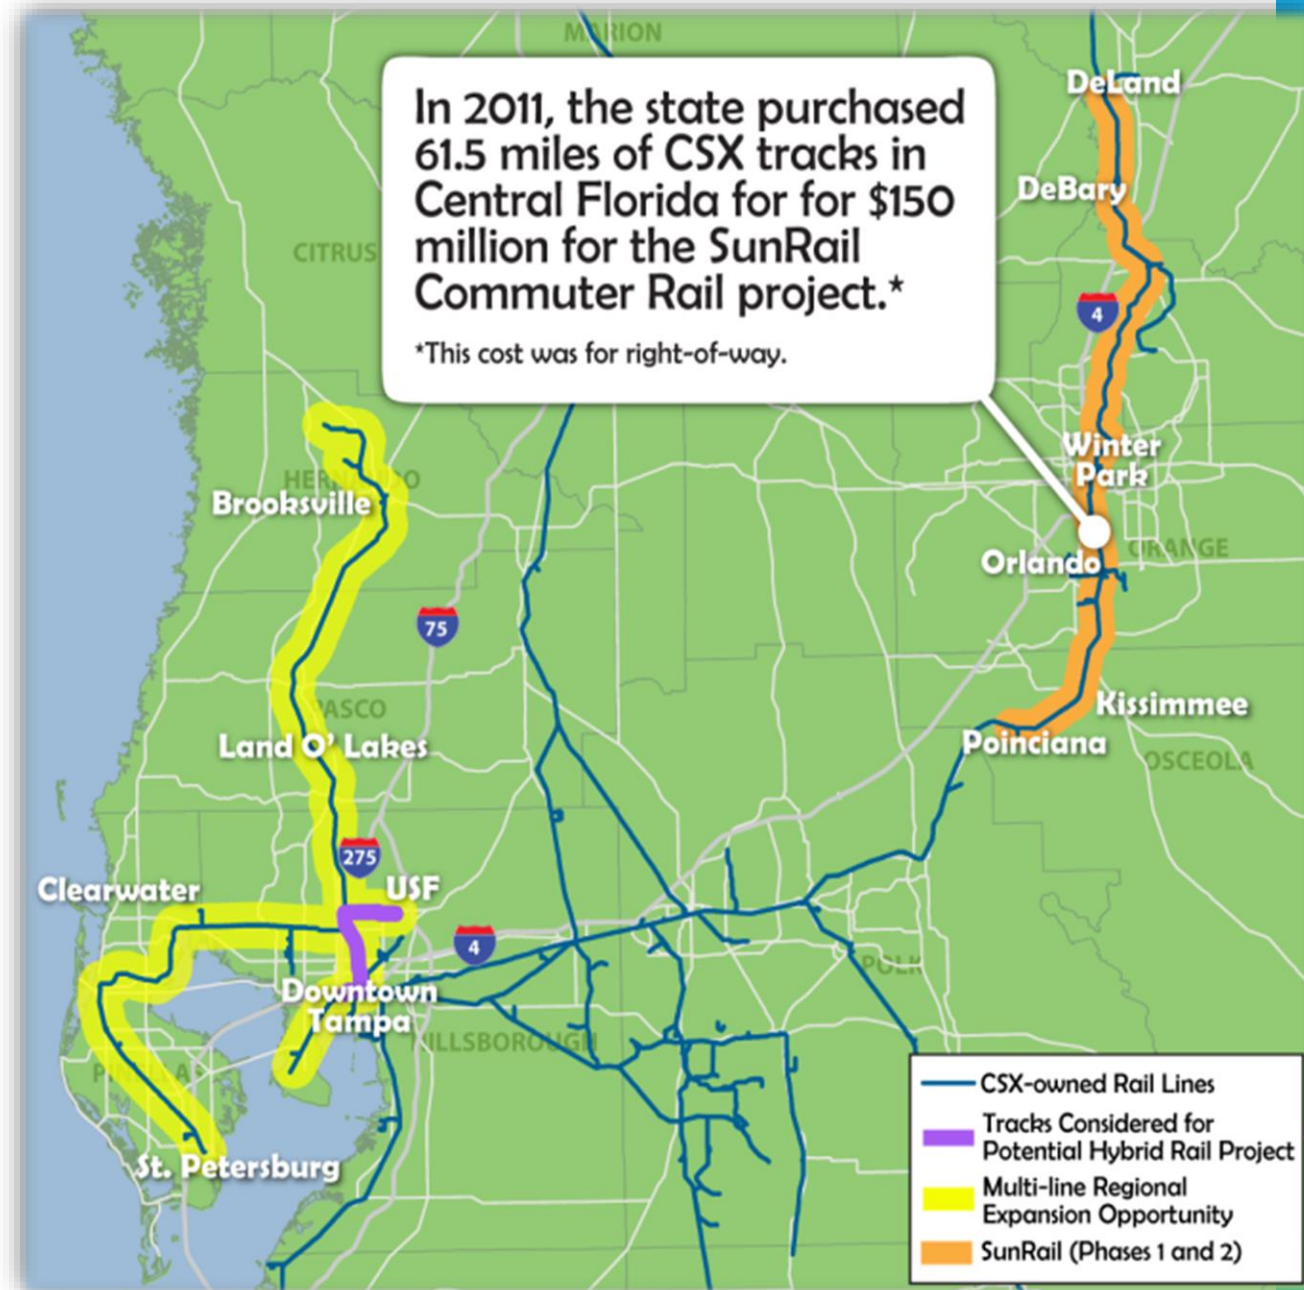 MARION
In 2011, the state purchased
61.5 miles of CSX tracks in
Central Florida for for $150
million for the SunRail
Commuter Rail project.*
*This cost was for right-of-way.
DeLand
DeBary
CITRUS
4
Winter
Park
HERNANDO
Brooksville
Orlando
ORANGE
75
PASCO
Land O' Lakes
Kissimmee
Poinciana
OSCEOLA
275
Clearwater
USF
4
POLK
Downtown
Tampa
HILLSBOROUGH
PINELLAS
St. Petersburg
CSX-owned Rail Lines
Tracks Considered for
Potential Hybrid Rail Project
Multi-line Regional
Expansion Opportunity
SunRail (Phases 1 and 2)